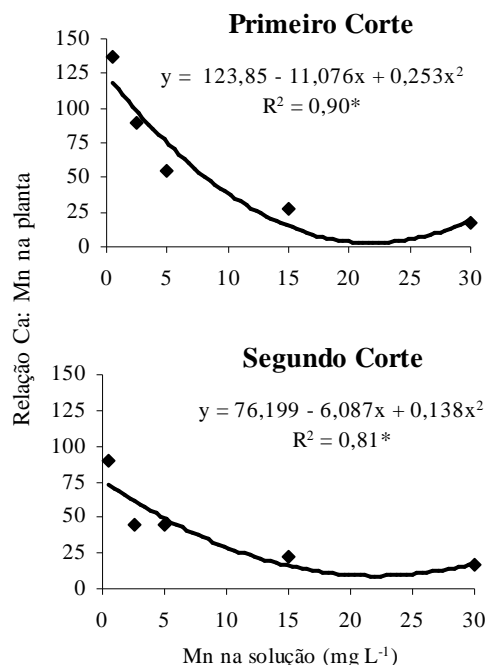 Primeiro Corte
y = 123,85 - 11,076x + 0,253x²
R² = 0,90*
150
125
100
75
50
25
0
0 5 10 15 20 25 30
Relação Ca: Mn na planta
Segundo Corte
y = 76,199 - 6,087x + 0,138x²
R² = 0,81*
150
125
100
75
50
25
0
0 5 10 15 20 25 30
Mn na solução (mg L⁻¹)